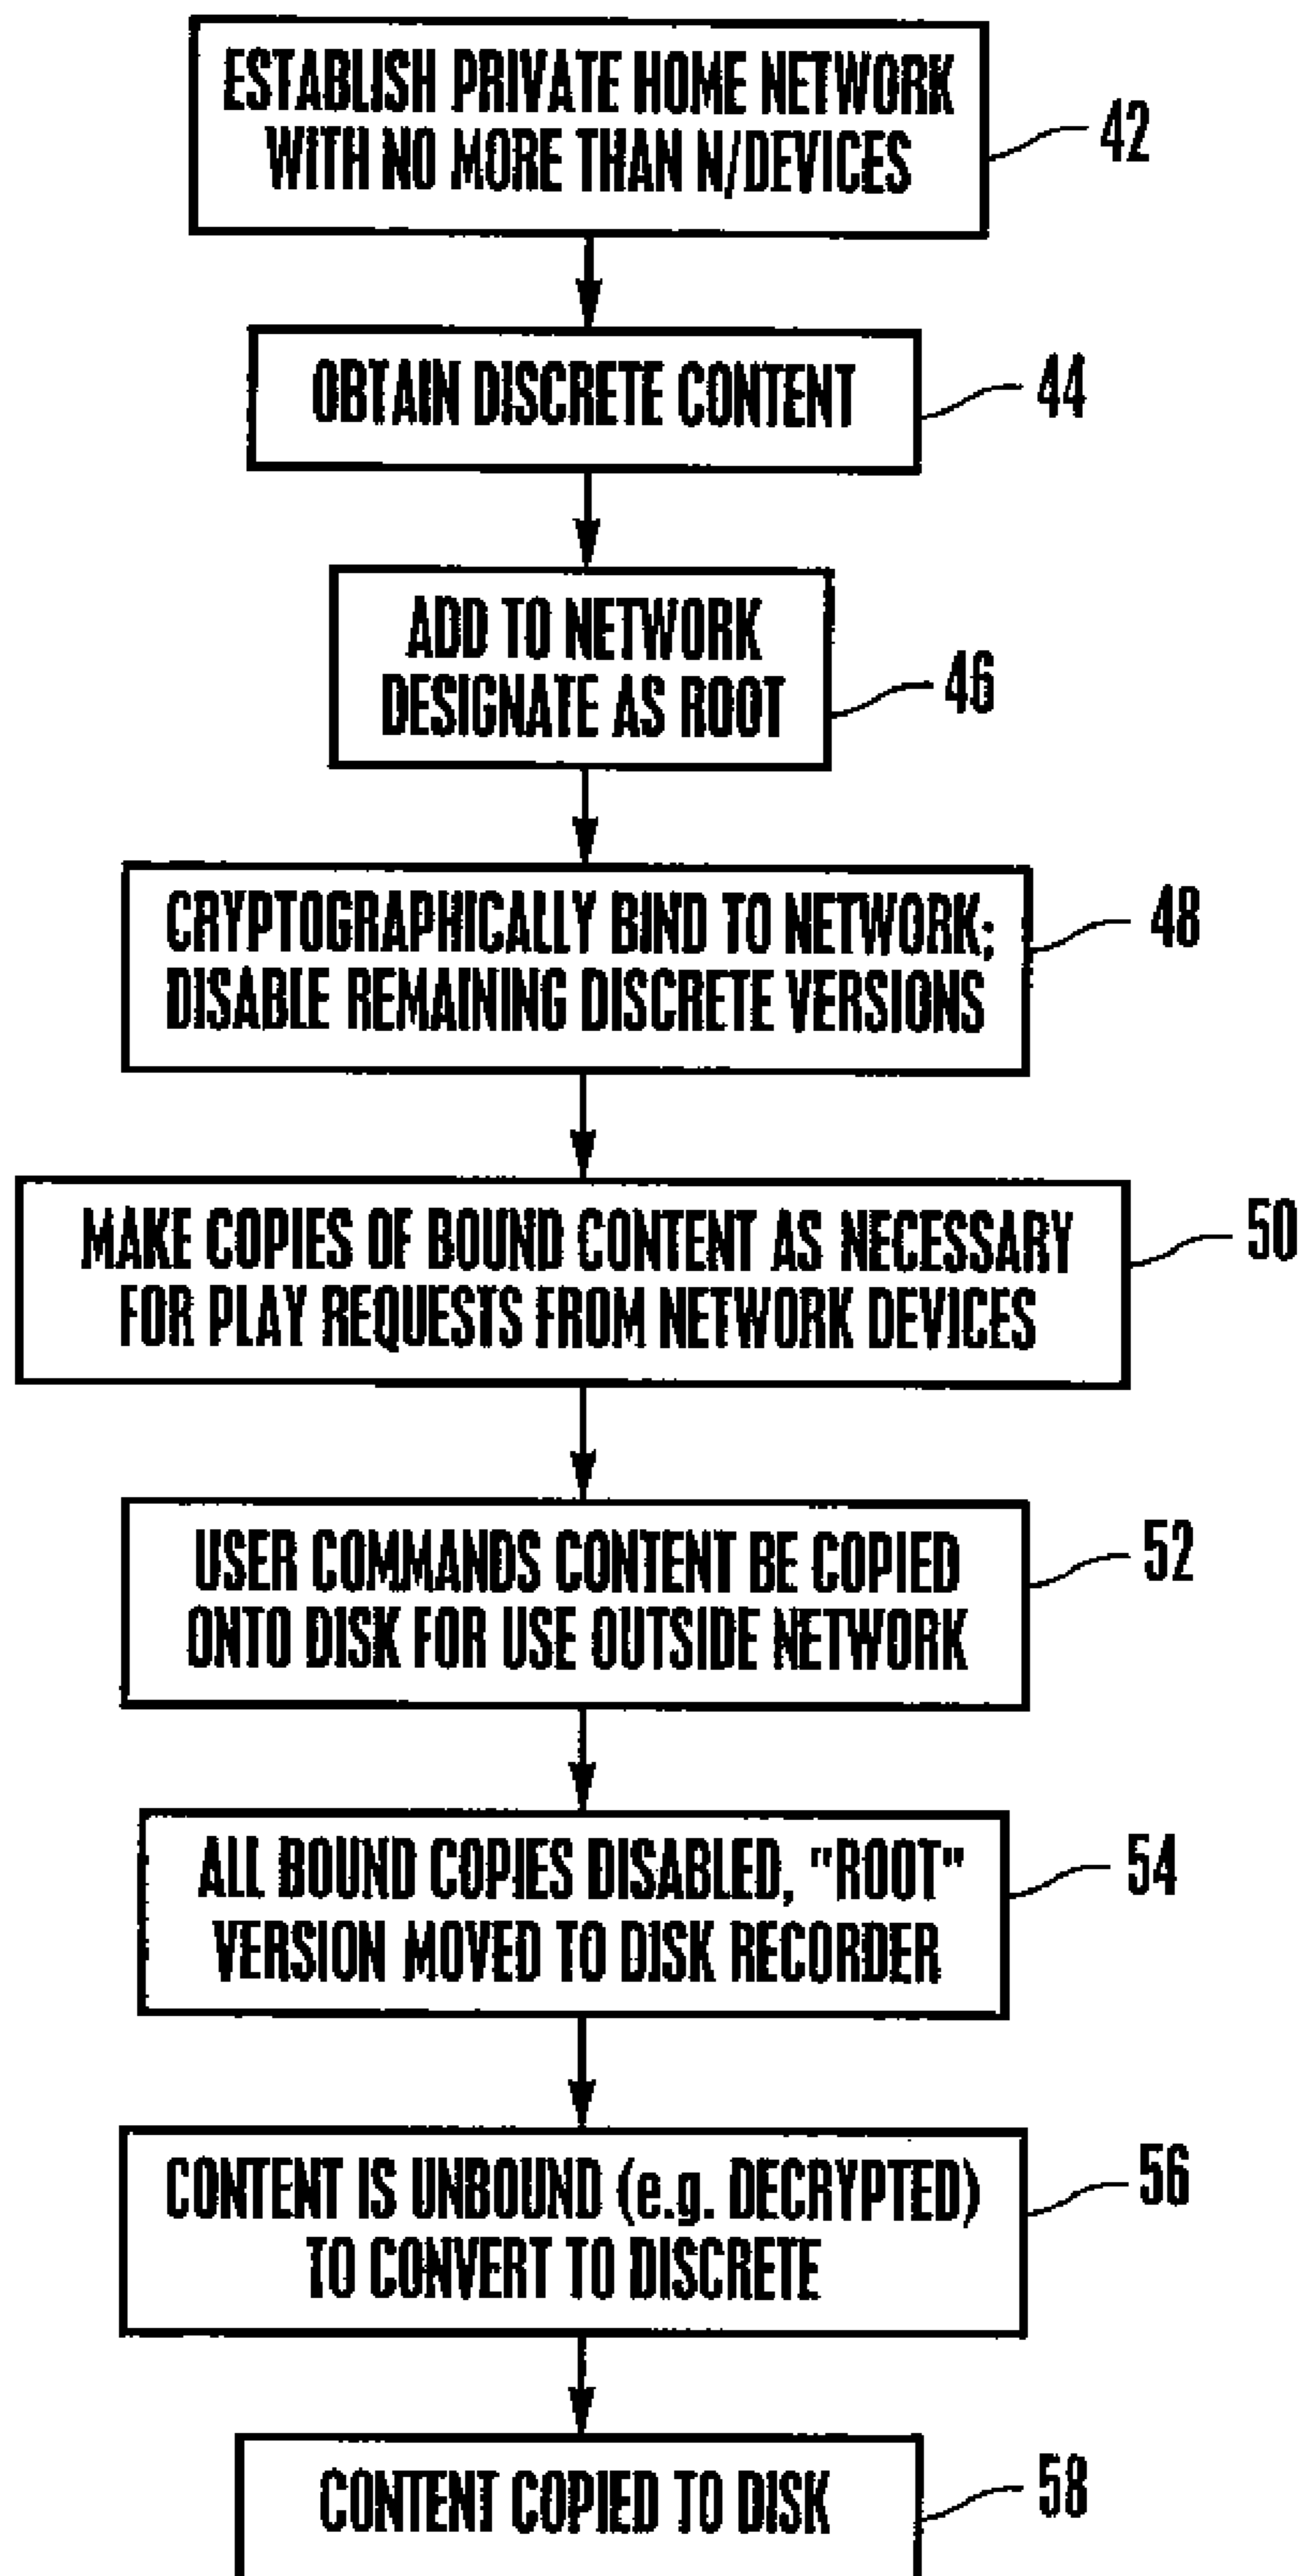 ESTABLISH PRIVATE HOME NETWORK
WITH NO MORE THAN N/DEVICES
42
OBTAIN DISCRETE CONTENT
44
ADD TO NETWORK
DESIGNATE AS ROOT
46
CRYPTOGRAPHICALLY BIND TO NETWORK;
DISABLE REMAINING DISCRETE VERSIONS
48
MAKE COPIES OF BOUND CONTENT AS NECESSARY
FOR PLAY REQUESTS FROM NETWORK DEVICES
50
USER COMMANDS CONTENT BE COPIED
ONTO DISK FOR USE OUTSIDE NETWORK
52
ALL BOUND COPIES DISABLED, "ROOT"
VERSION MOVED TO DISK RECORDER
54
CONTENT IS UNBOUND (e.g. DECRYPTED)
TO CONVERT TO DISCRETE
56
CONTENT COPIED TO DISK
58